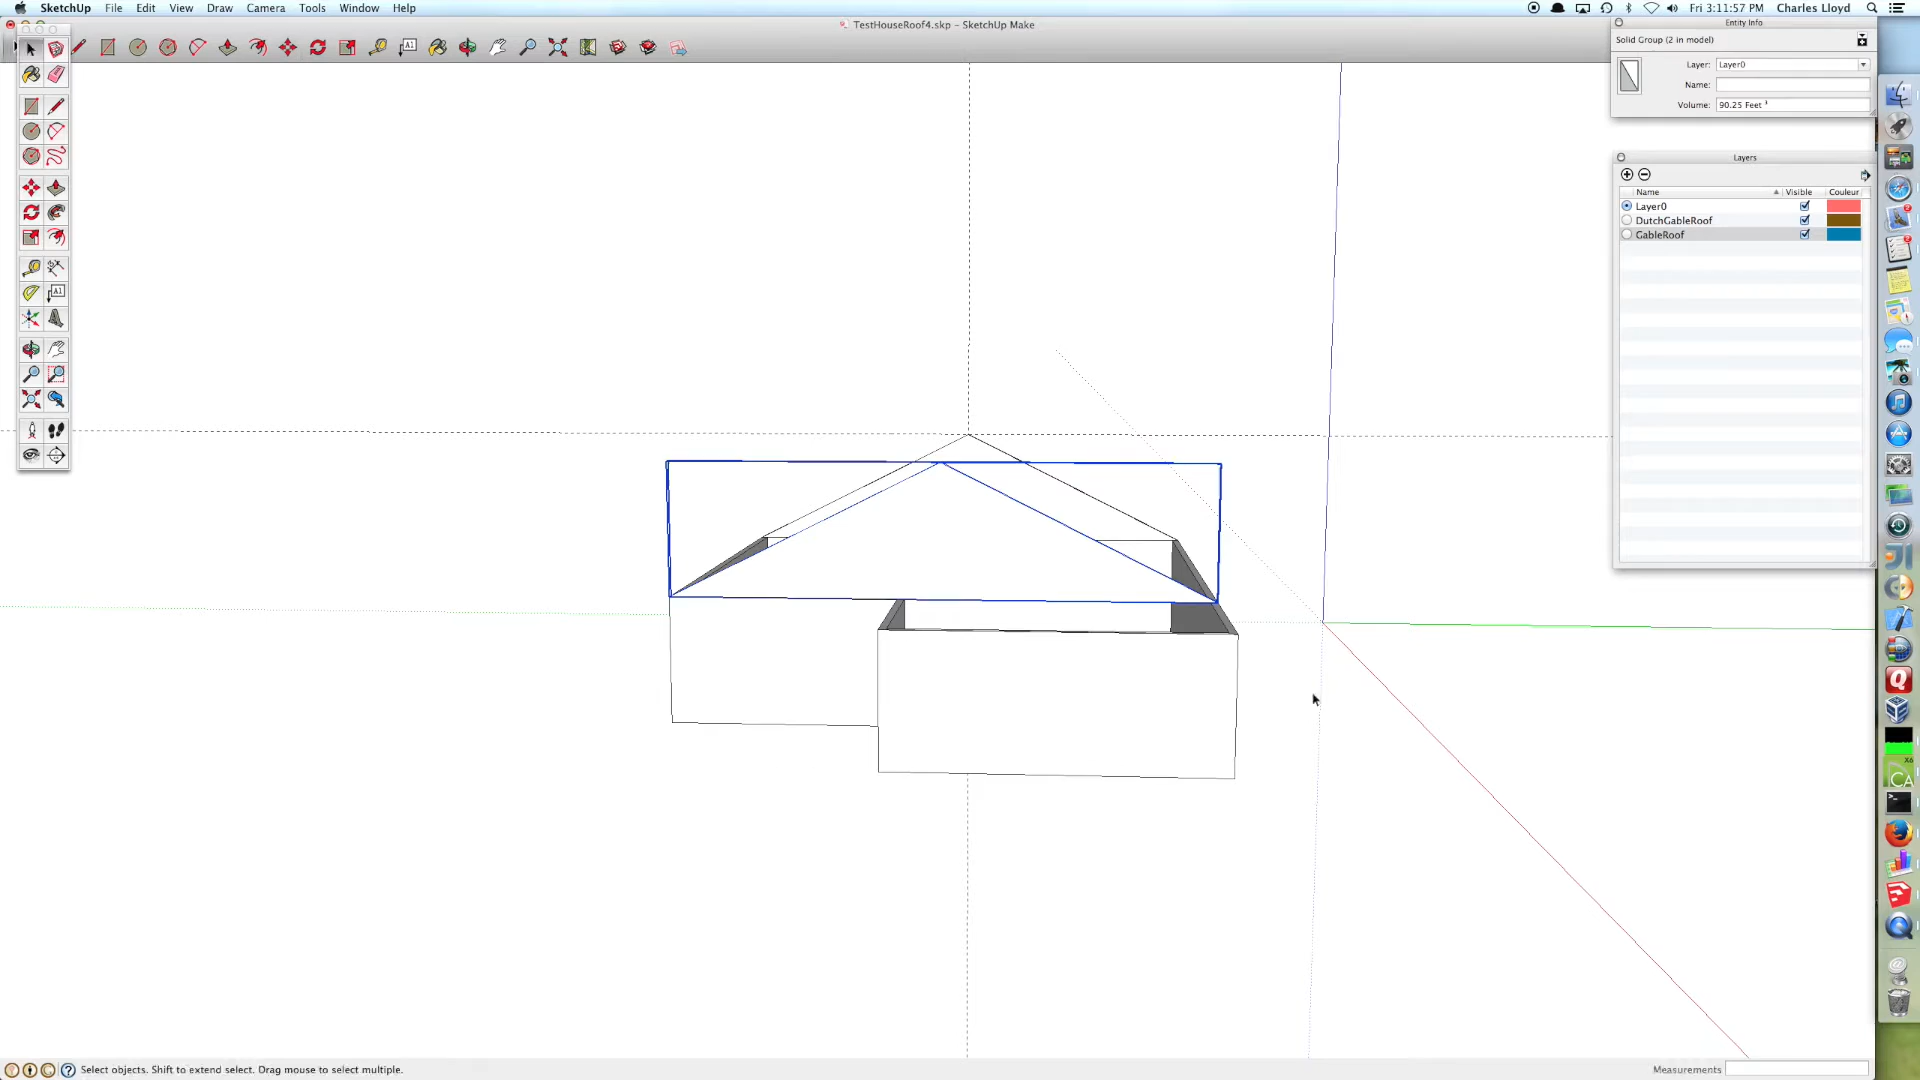 SketchUp File Edit View Draw Camera Tools Window Help
Fri 3:11:57 PM Charles Lloyd
TestHouseRoof4.skp - SketchUp Make
Entity Info
Solid Group (2 in model)
Layer: Layer0
Name:
Volume: 90.25 Feet ³
Layers
Name Visible Couleur
Layer0
DutchGableRoof
GableRoof
Select objects. Shift to extend select. Drag mouse to select multiple.
Measurements